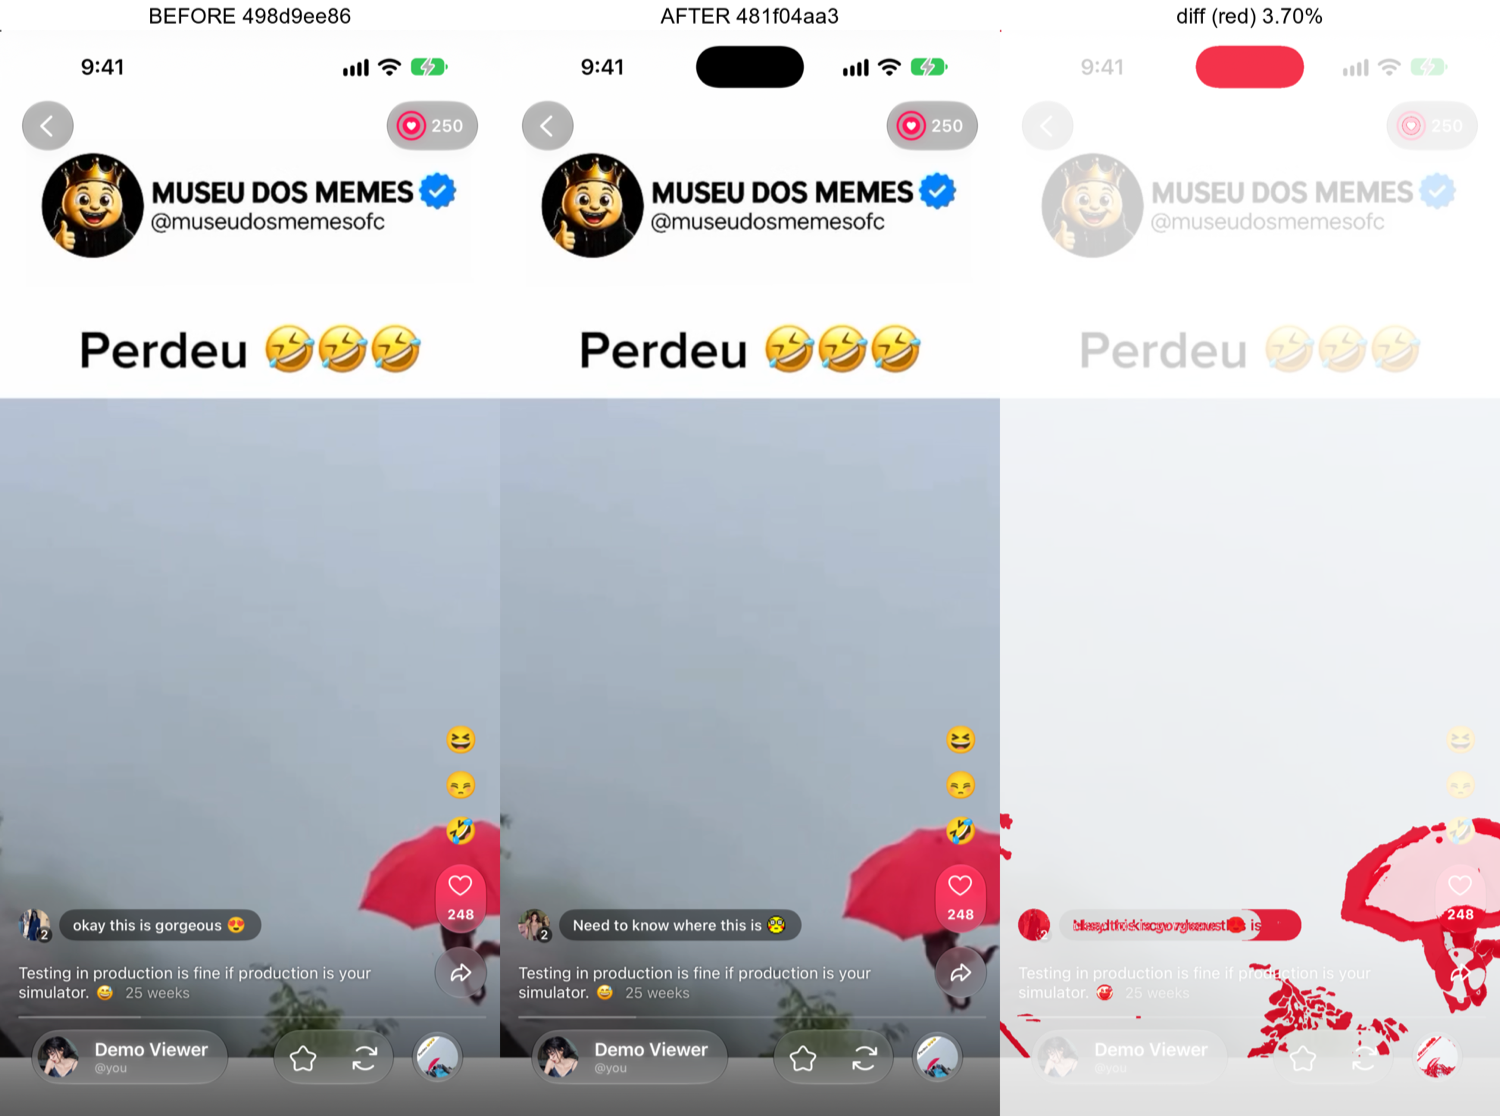 BEFORE 498d9ee86
9:41
250
MUSEU DOS MEMES
@museudosmemesofc
Perdeu 🤣🤣🤣
248
2
okay this is gorgeous 😍
Testing in production is fine if production is your
simulator. 😅 25 weeks
Demo Viewer
@you
AFTER 481f04aa3
9:41
250
MUSEU DOS MEMES
@museudosmemesofc
Perdeu 🤣🤣🤣
248
2
Need to know where this is
Testing in production is fine if production is your
simulator. 😅 25 weeks
Demo Viewer
@you
diff (red) 3.70%
9:41
250
MUSEU DOS MEMES
@museudosmemesofc
Perdeu 🤣🤣🤣
248
2
Testing in production is fine if production is your
simulator. 25 weeks
Demo Viewer
@you